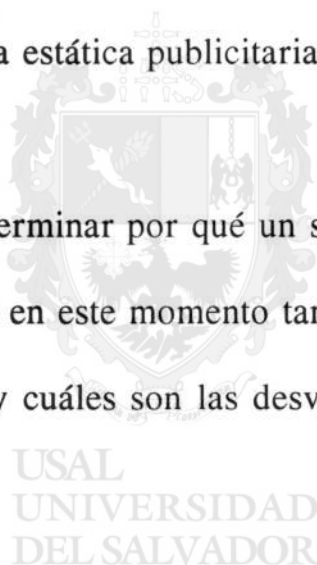 a estática publicitaria
erminar por qué un s
en este momento tan
y cuáles son las desv
USAL
UNIVERSIDAD
DEL SALVADOR